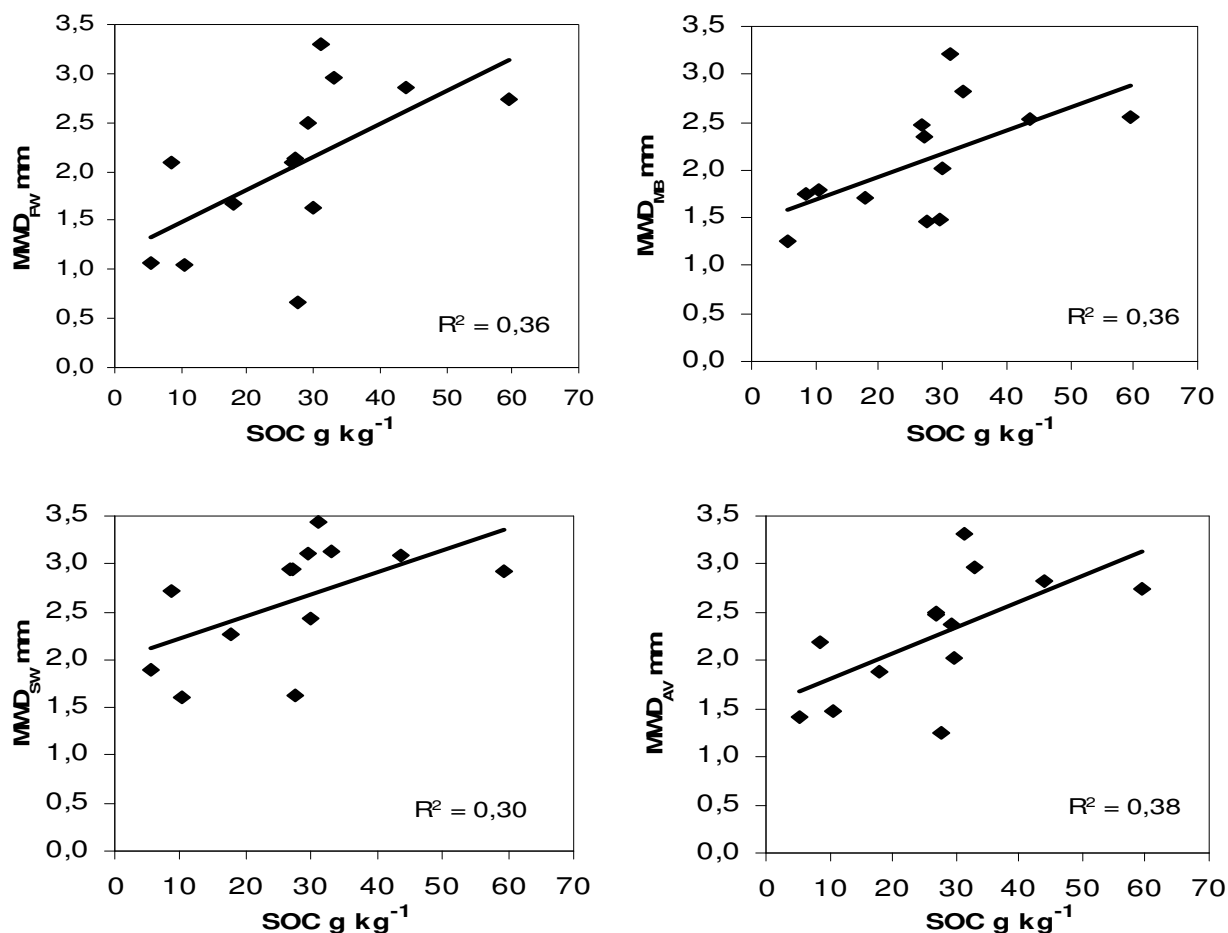 3,5
3,0
2,5
2,0
1,5
1,0
0,5
0,0
MWD_FW mm
R² = 0,36
0 10 20 30 40 50 60 70
SOC g kg⁻¹
3,5
3,0
2,5
2,0
1,5
1,0
0,5
0,0
MWD_MB mm
R² = 0,36
0 10 20 30 40 50 60 70
SOC g kg⁻¹
3,5
3,0
2,5
2,0
1,5
1,0
0,5
0,0
MWD_SW mm
R² = 0,30
0 10 20 30 40 50 60 70
SOC g kg⁻¹
3,5
3,0
2,5
2,0
1,5
1,0
0,5
0,0
MWD_AV mm
R² = 0,38
0 10 20 30 40 50 60 70
SOC g kg⁻¹